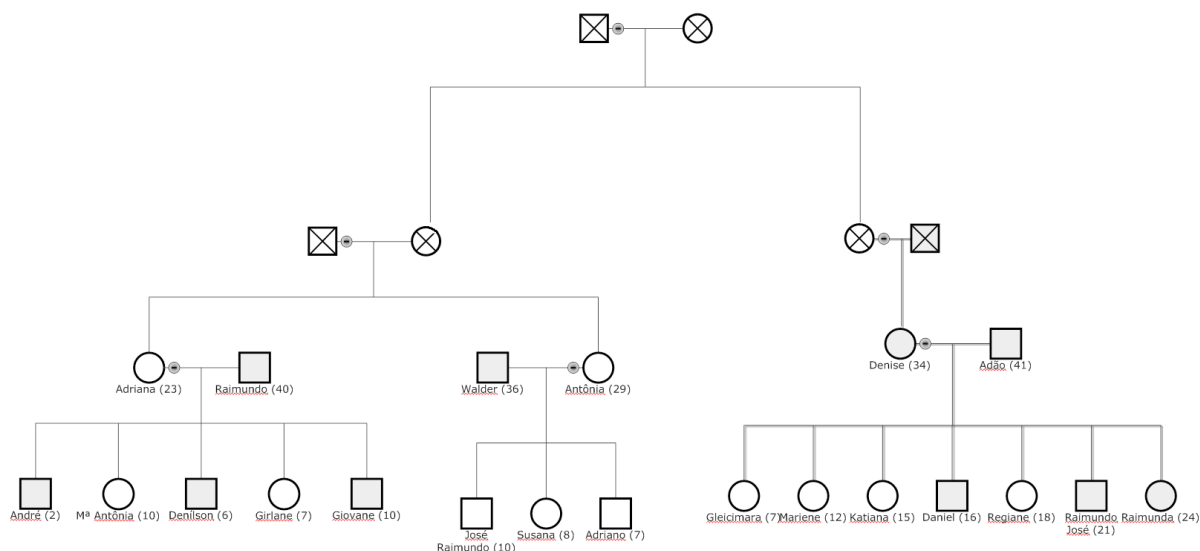 Denise (34)
Adão (41)
Adriana (23)
Raimundo (40)
Walder (36)
Antônia (29)
André (2)
Mª Antônia (10)
Denilson (6)
Girlane (7)
Giovane (10)
José
Raimundo (10)
Susana (8)
Adriano (7)
Gleicimara (7)
Mariene (12)
Katiana (15)
Daniel (16)
Regiane (18)
Raimundo
José (21)
Raimunda (24)